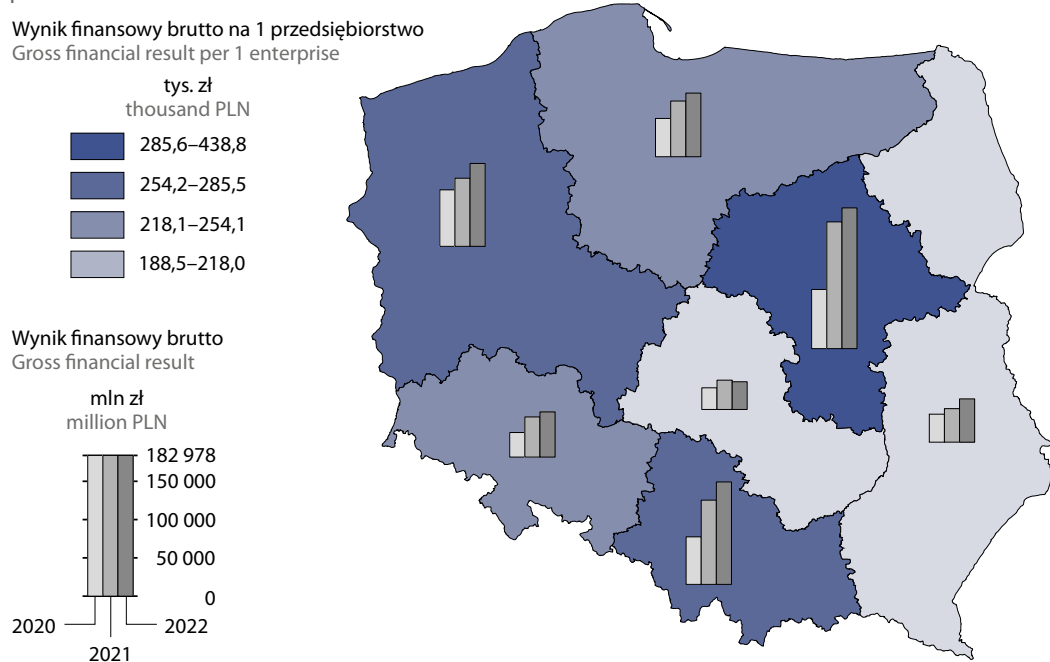 Wynik finansowy brutto na 1 przedsiębiorstwo
Gross financial result per 1 enterprise
tys. zł
thousand PLN
285,6–438,8
254,2–285,5
218,1–254,1
188,5–218,0
Wynik finansowy brutto
Gross financial result
mln zł
million PLN
182 978
150 000
100 000
50 000
0
2020
2022
2021